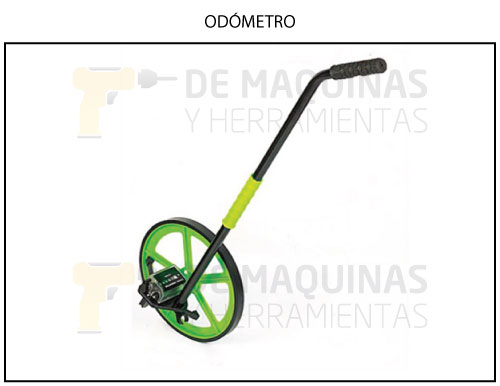 ODÓMETRO
DE MAQUINAS
Y HERRAMIENTAS
DE MAQUINAS
Y HERRAMIENTAS